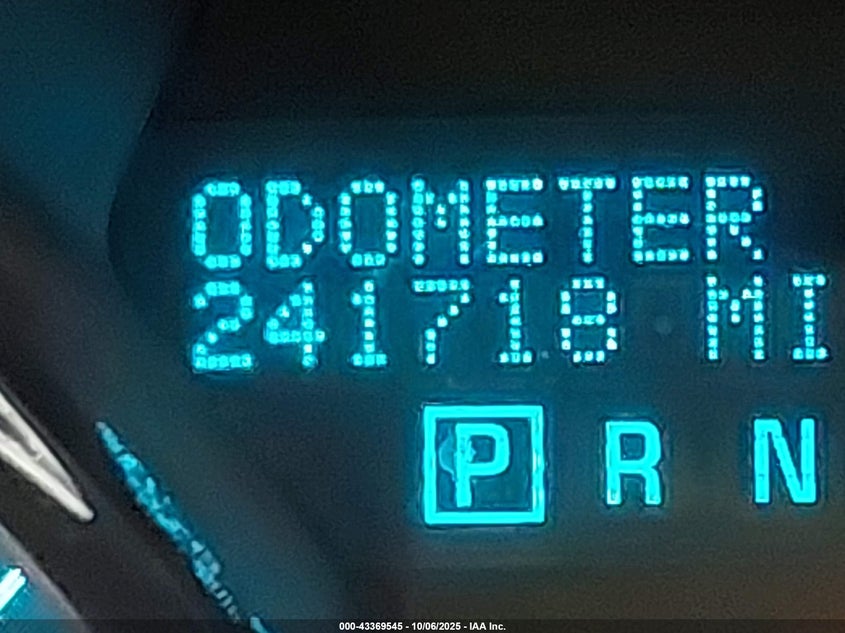 ODOMETER
241718 MI
P R N
000-43369545 - 10/06/2025 - IAA Inc.